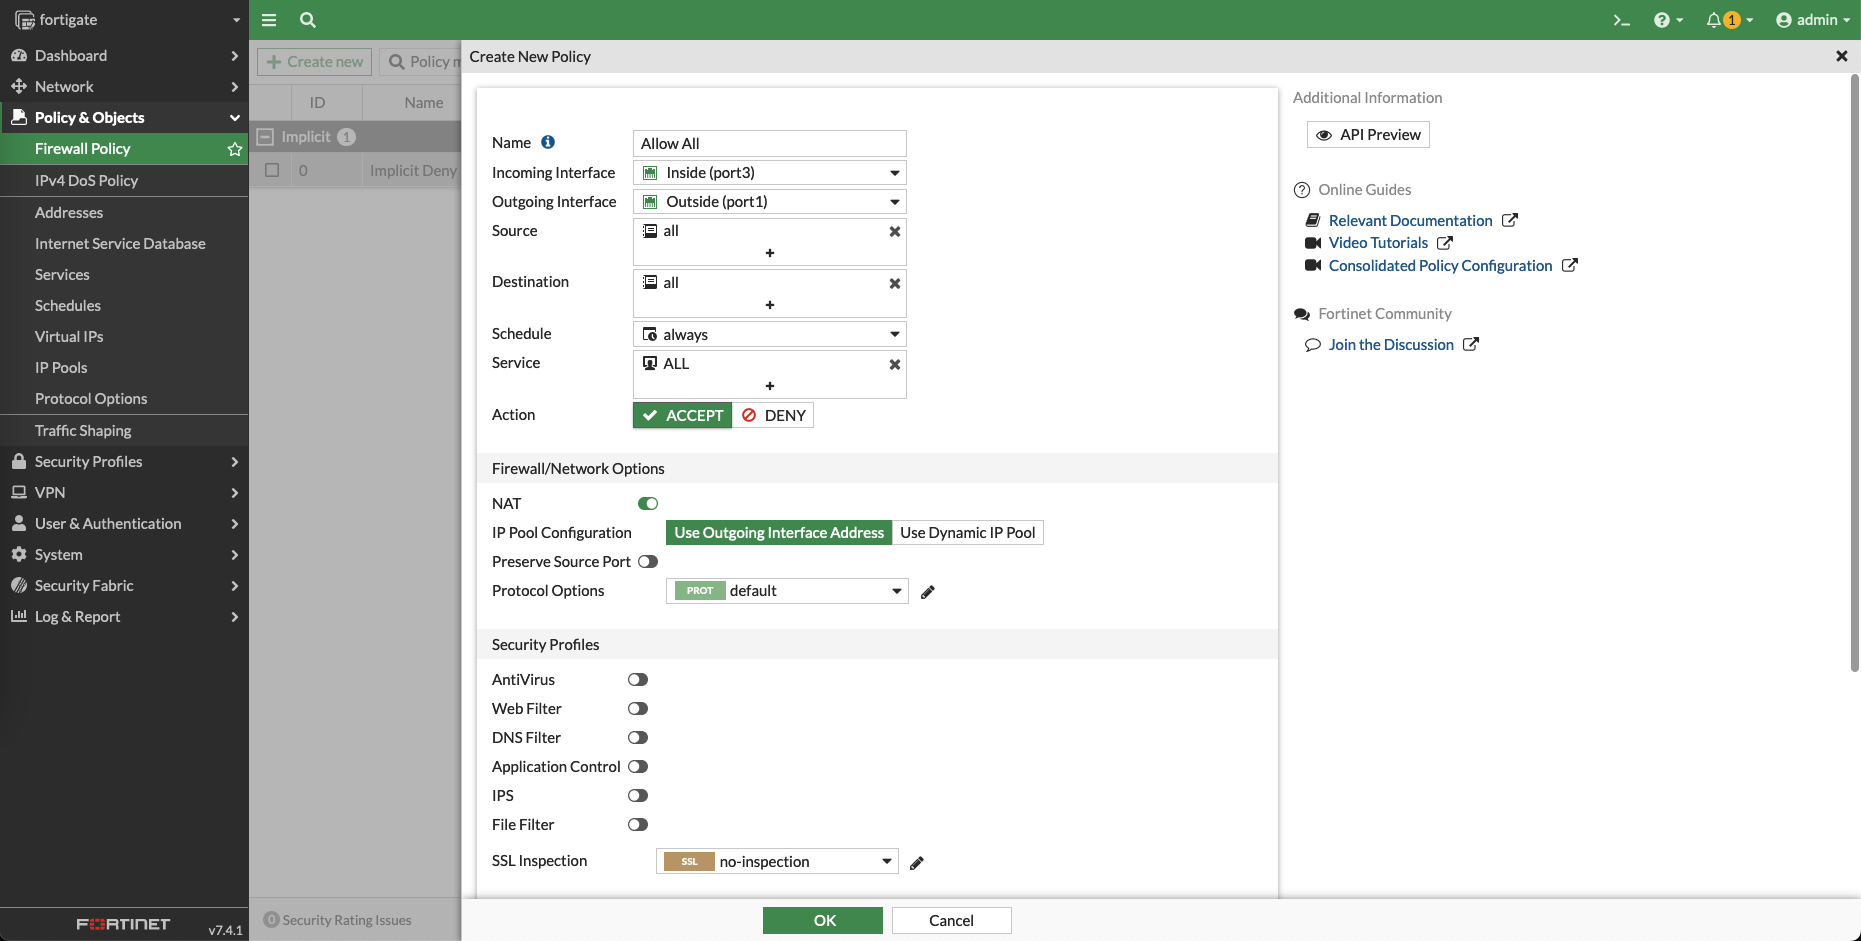 fortigate
1
admin
Dashboard
Network
Policy & Objects
Firewall Policy
IPv4 DoS Policy
Addresses
Internet Service Database
Services
Schedules
Virtual IPs
IP Pools
Protocol Options
Traffic Shaping
Security Profiles
VPN
User & Authentication
System
Security Fabric
Log & Report
FORTINET
v7.4.1
Create new
Policy
ID
Name
Implicit 1
0
Implicit Deny
0 Security Rating Issues
Create New Policy
Name
Allow All
Incoming Interface
Inside (port3)
Outgoing Interface
Outside (port1)
Source
all
+
Destination
all
+
Schedule
always
Service
ALL
+
Action
ACCEPT
DENY
Firewall/Network Options
NAT
IP Pool Configuration
Use Outgoing Interface Address
Use Dynamic IP Pool
Preserve Source Port
Protocol Options
PROT default
Security Profiles
AntiVirus
Web Filter
DNS Filter
Application Control
IPS
File Filter
SSL Inspection
SSL no-inspection
OK
Cancel
Additional Information
API Preview
Online Guides
Relevant Documentation
Video Tutorials
Consolidated Policy Configuration
Fortinet Community
Join the Discussion